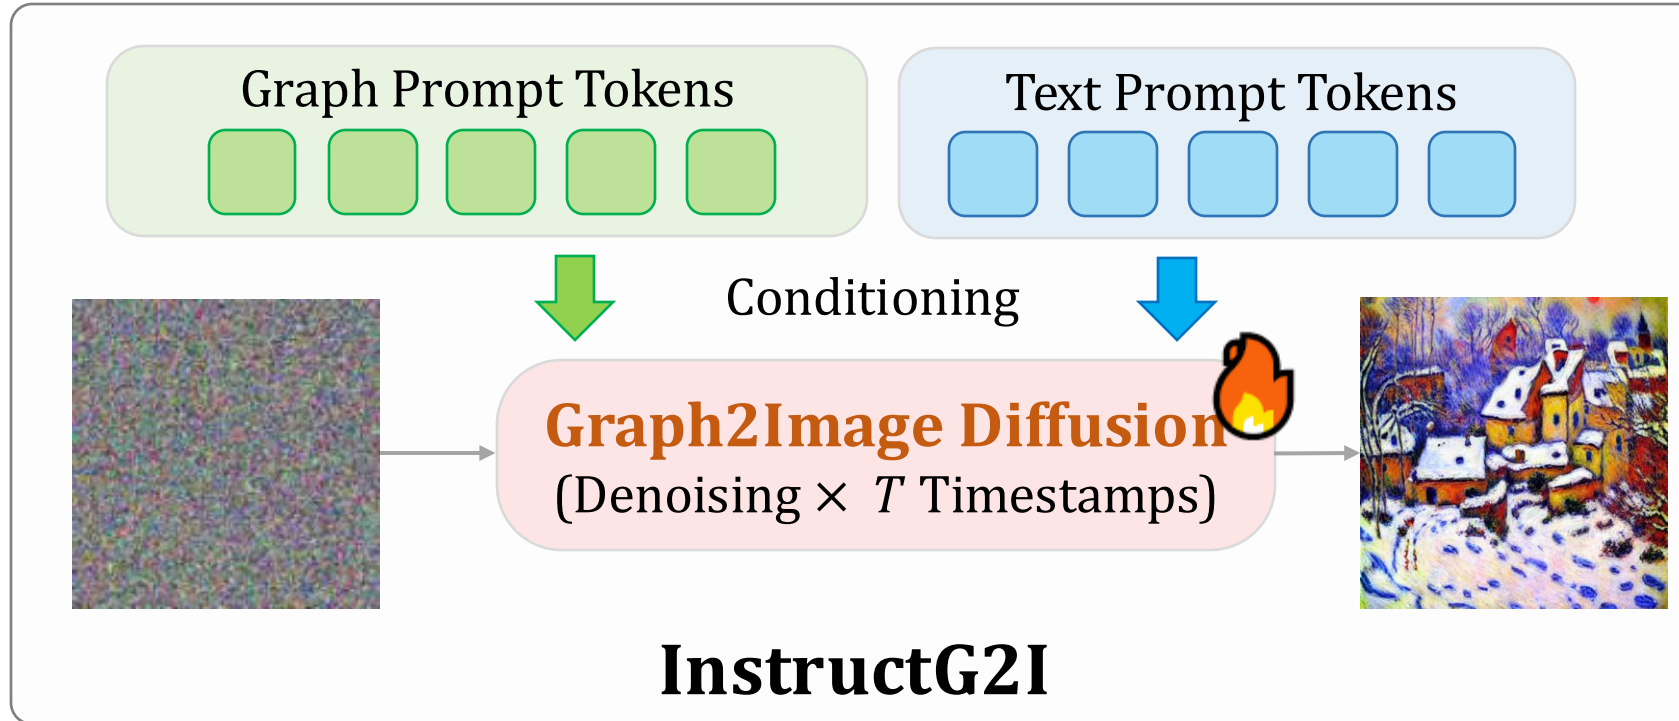 Graph Prompt Tokens
Text Prompt Tokens
Conditioning
Graph2Image Diffusion
(Denoising × T Timestamps)
InstructG2I